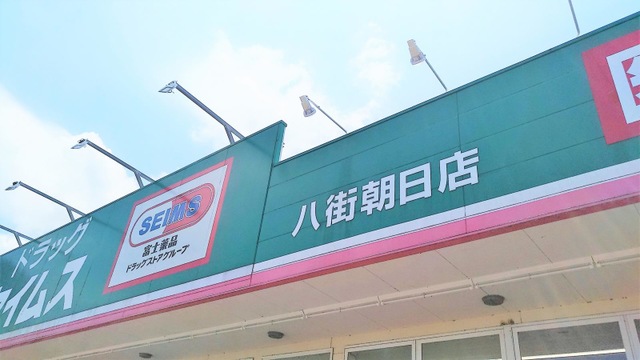 ドラッグ
イムス
SEIMS
富士薬品
ドラッグストアグループ
八街朝日店